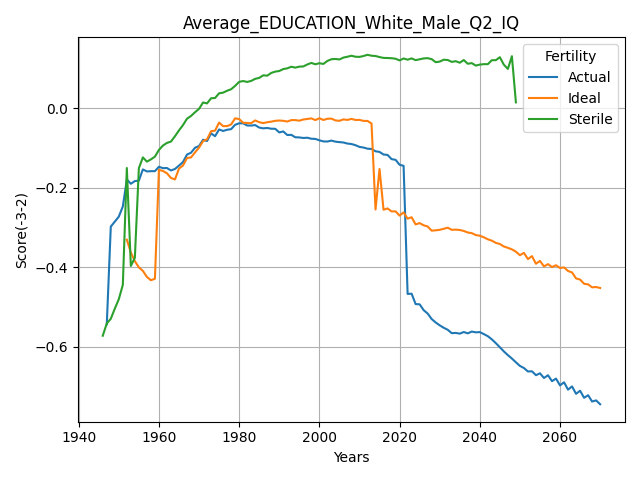 Average_EDUCATION_White_Male_Q2_IQ
Score(-3-2)
0.0
−0.2
−0.4
−0.6
Fertility
Actual
Ideal
Sterile
1940 1960 1980 2000 2020 2040 2060
Years